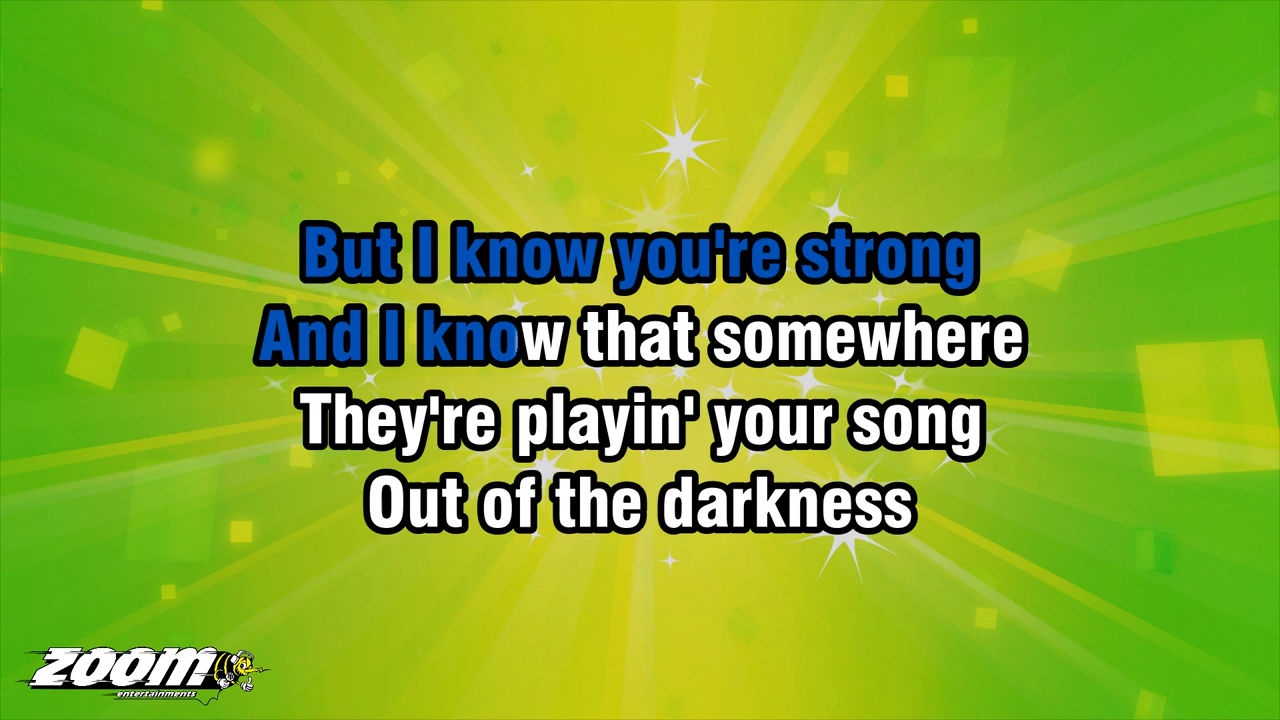 But I know you're strong
And I know that somewhere
They're playin' your song
Out of the darkness
zoom
entertainments